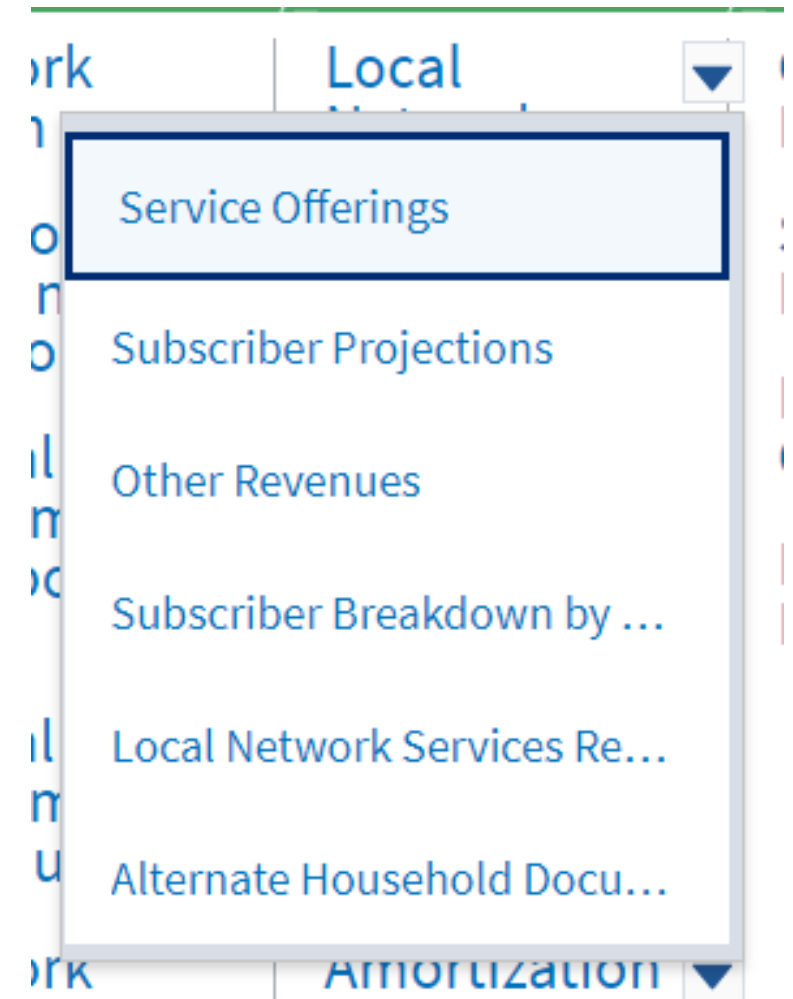 Local
Service Offerings
Subscriber Projections
Other Revenues
Subscriber Breakdown by ...
Local Network Services Re...
Alternate Household Docu...
Amortization